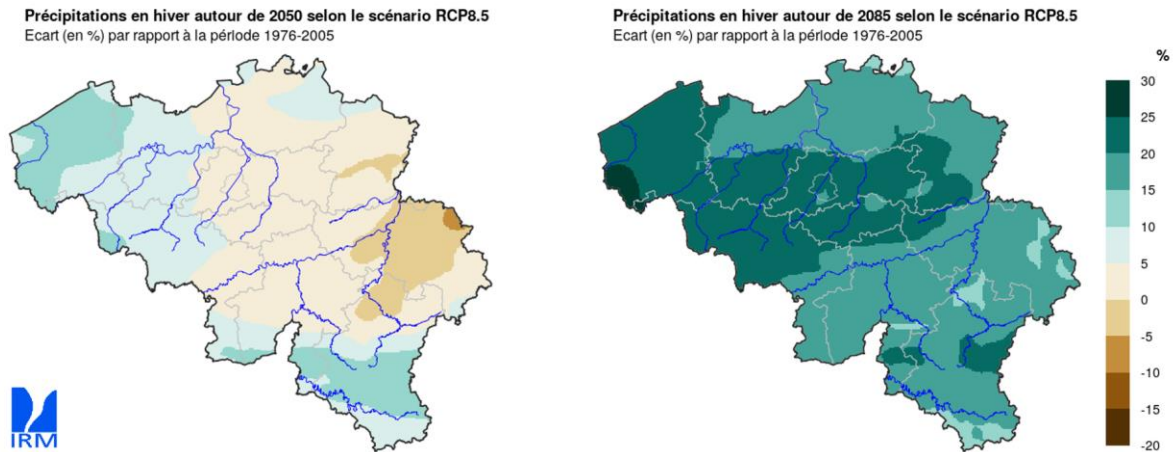 Précipitations en hiver autour de 2050 selon le scénario RCP8.5
Ecart (en %) par rapport à la période 1976-2005
Précipitations en hiver autour de 2085 selon le scénario RCP8.5
Ecart (en %) par rapport à la période 1976-2005
%
30
25
20
15
10
5
0
-5
-10
-15
-20
IRM